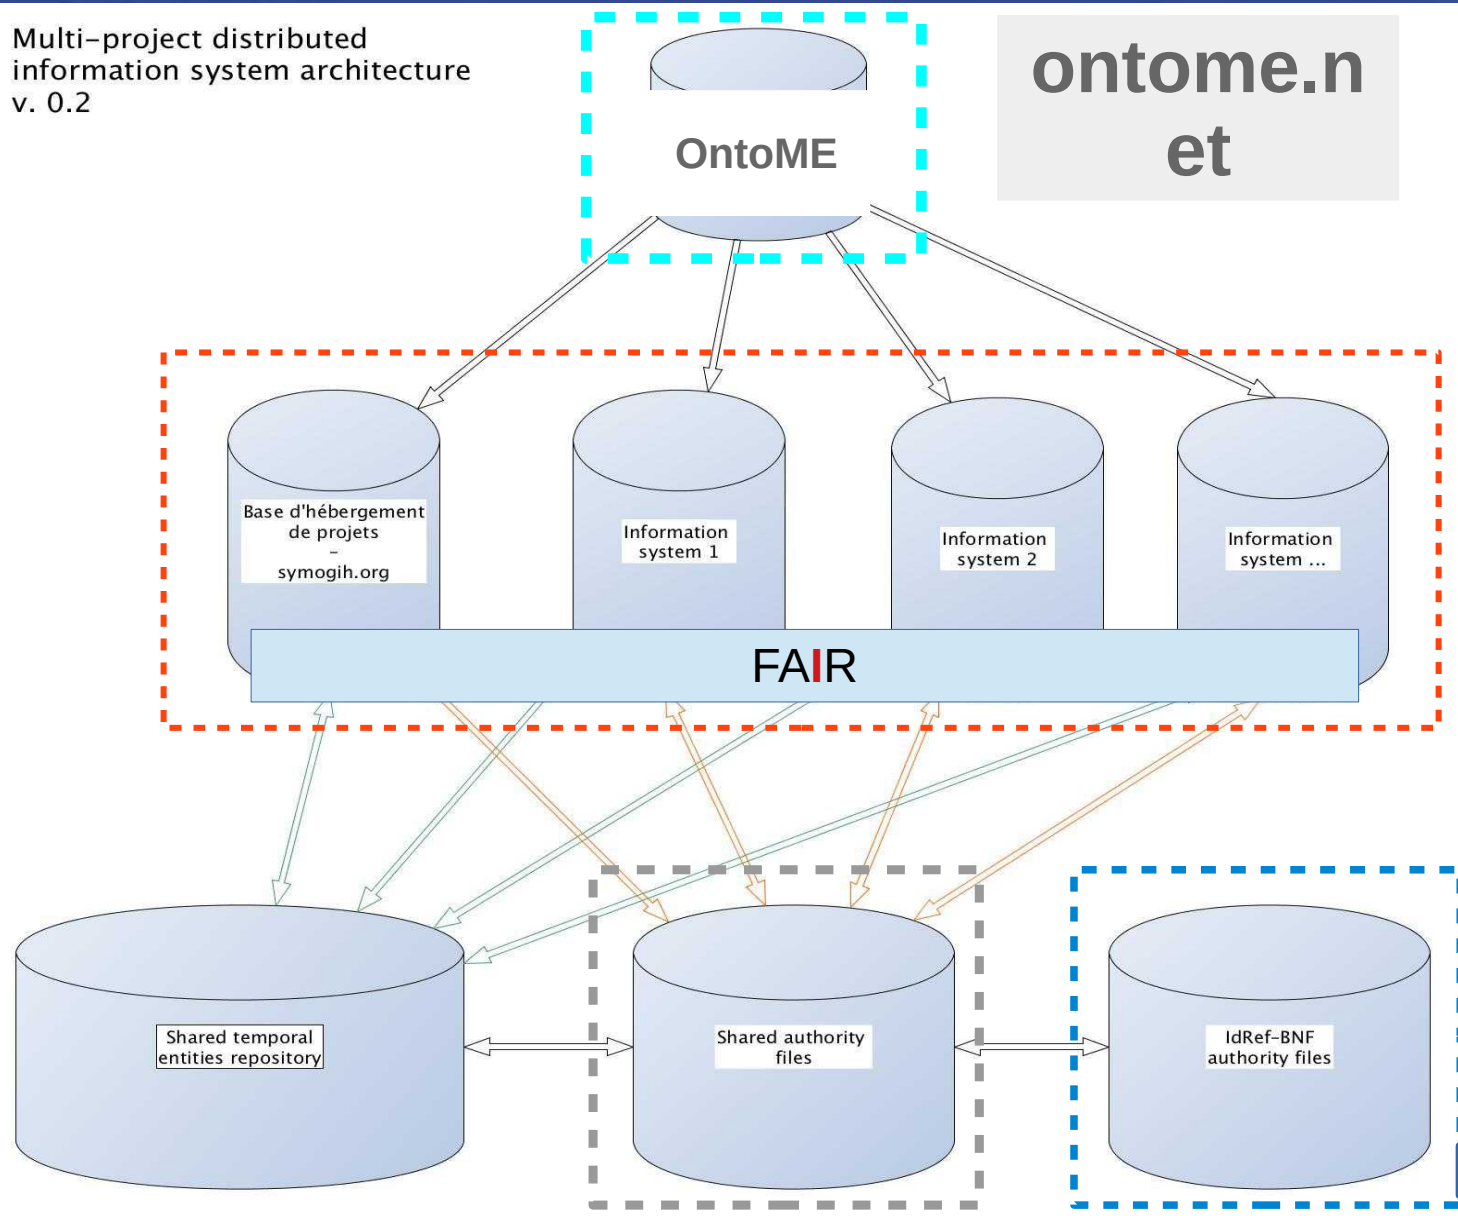 Multi-project distributed
information system architecture
v. 0.2
OntoME
ontome.n
et
Base d'hébergement
de projets
-
symogih.org
Information
system 1
Information
system 2
Information
system ...
FAIR
Shared temporal
entities repository
Shared authority
files
IdRef-BNF
authority files